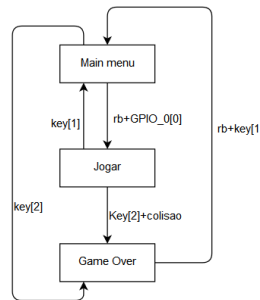 Main menu
key[1]
rb+GPIO_0[0]
rb+key[1
Jogar
key[2]
Key[2]+colisao
Game Over